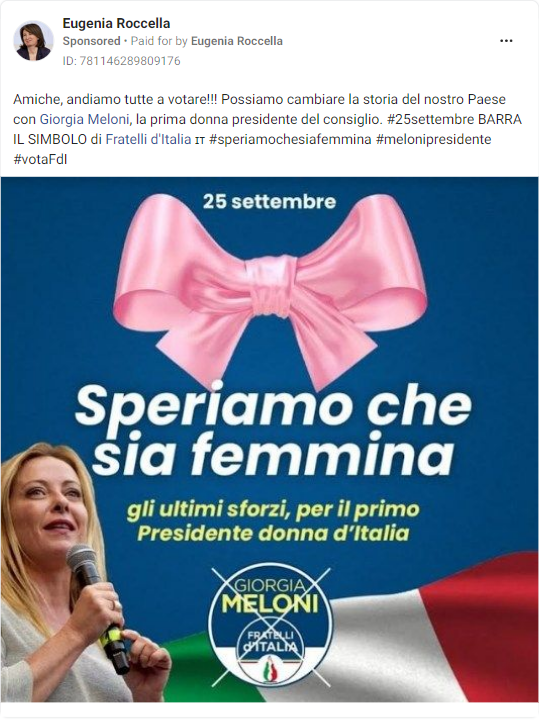 Eugenia Roccella
Sponsored • Paid for by Eugenia Roccella
ID: 781146289809176
Amiche, andiamo tutte a votare!!! Possiamo cambiare la storia del nostro Paese
con Giorgia Meloni, la prima donna presidente del consiglio. #25settembre BARRA
IL SIMBOLO di Fratelli d'Italia IT #speriamochesiafemmina #melonipresidente
#votaFdI
25 settembre
Speriamo che
sia femmina
gli ultimi sforzi, per il primo
Presidente donna d'Italia
GIORGIA
MELONI
FRATELLI
d'ITALIA